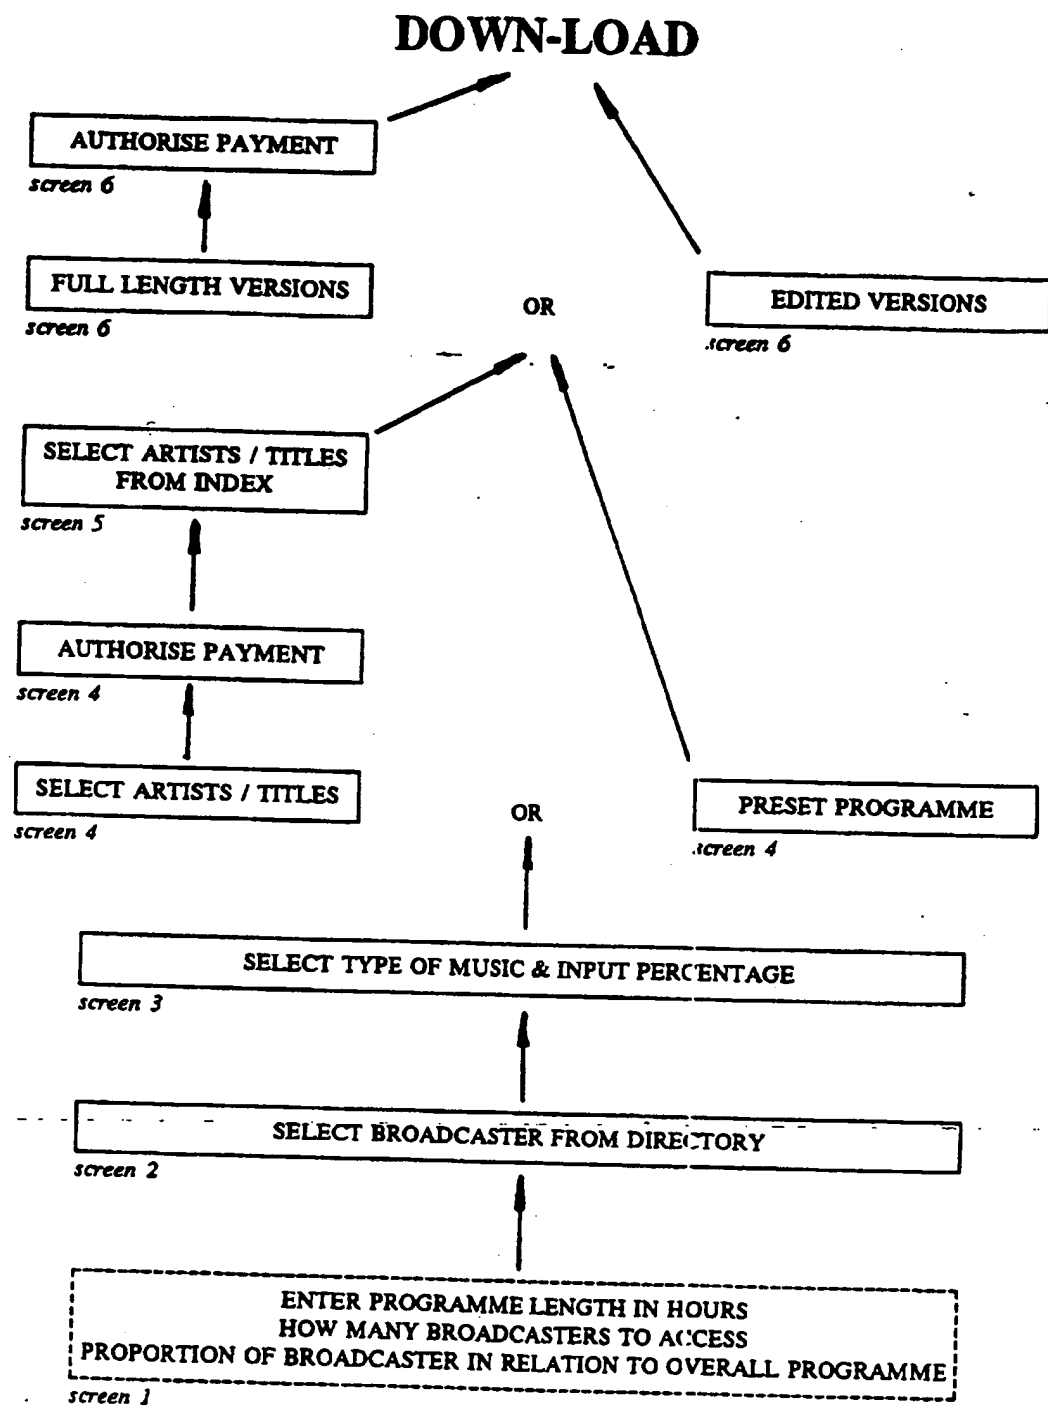 DOWN-LOAD
AUTHORISE PAYMENT
screen 6
FULL LENGTH VERSIONS
screen 6
OR
EDITED VERSIONS
screen 6
SELECT ARTISTS / TITLES
FROM INDEX
screen 5
AUTHORISE PAYMENT
screen 4
SELECT ARTISTS / TITLES
screen 4
OR
PRESET PROGRAMME
screen 4
SELECT TYPE OF MUSIC & INPUT PERCENTAGE
screen 3
SELECT BROADCASTER FROM DIRECTORY
screen 2
ENTER PROGRAMME LENGTH IN HOURS
HOW MANY BROADCASTERS TO ACCESS
PROPORTION OF BROADCASTER IN RELATION TO OVERALL PROGRAMME
screen 1